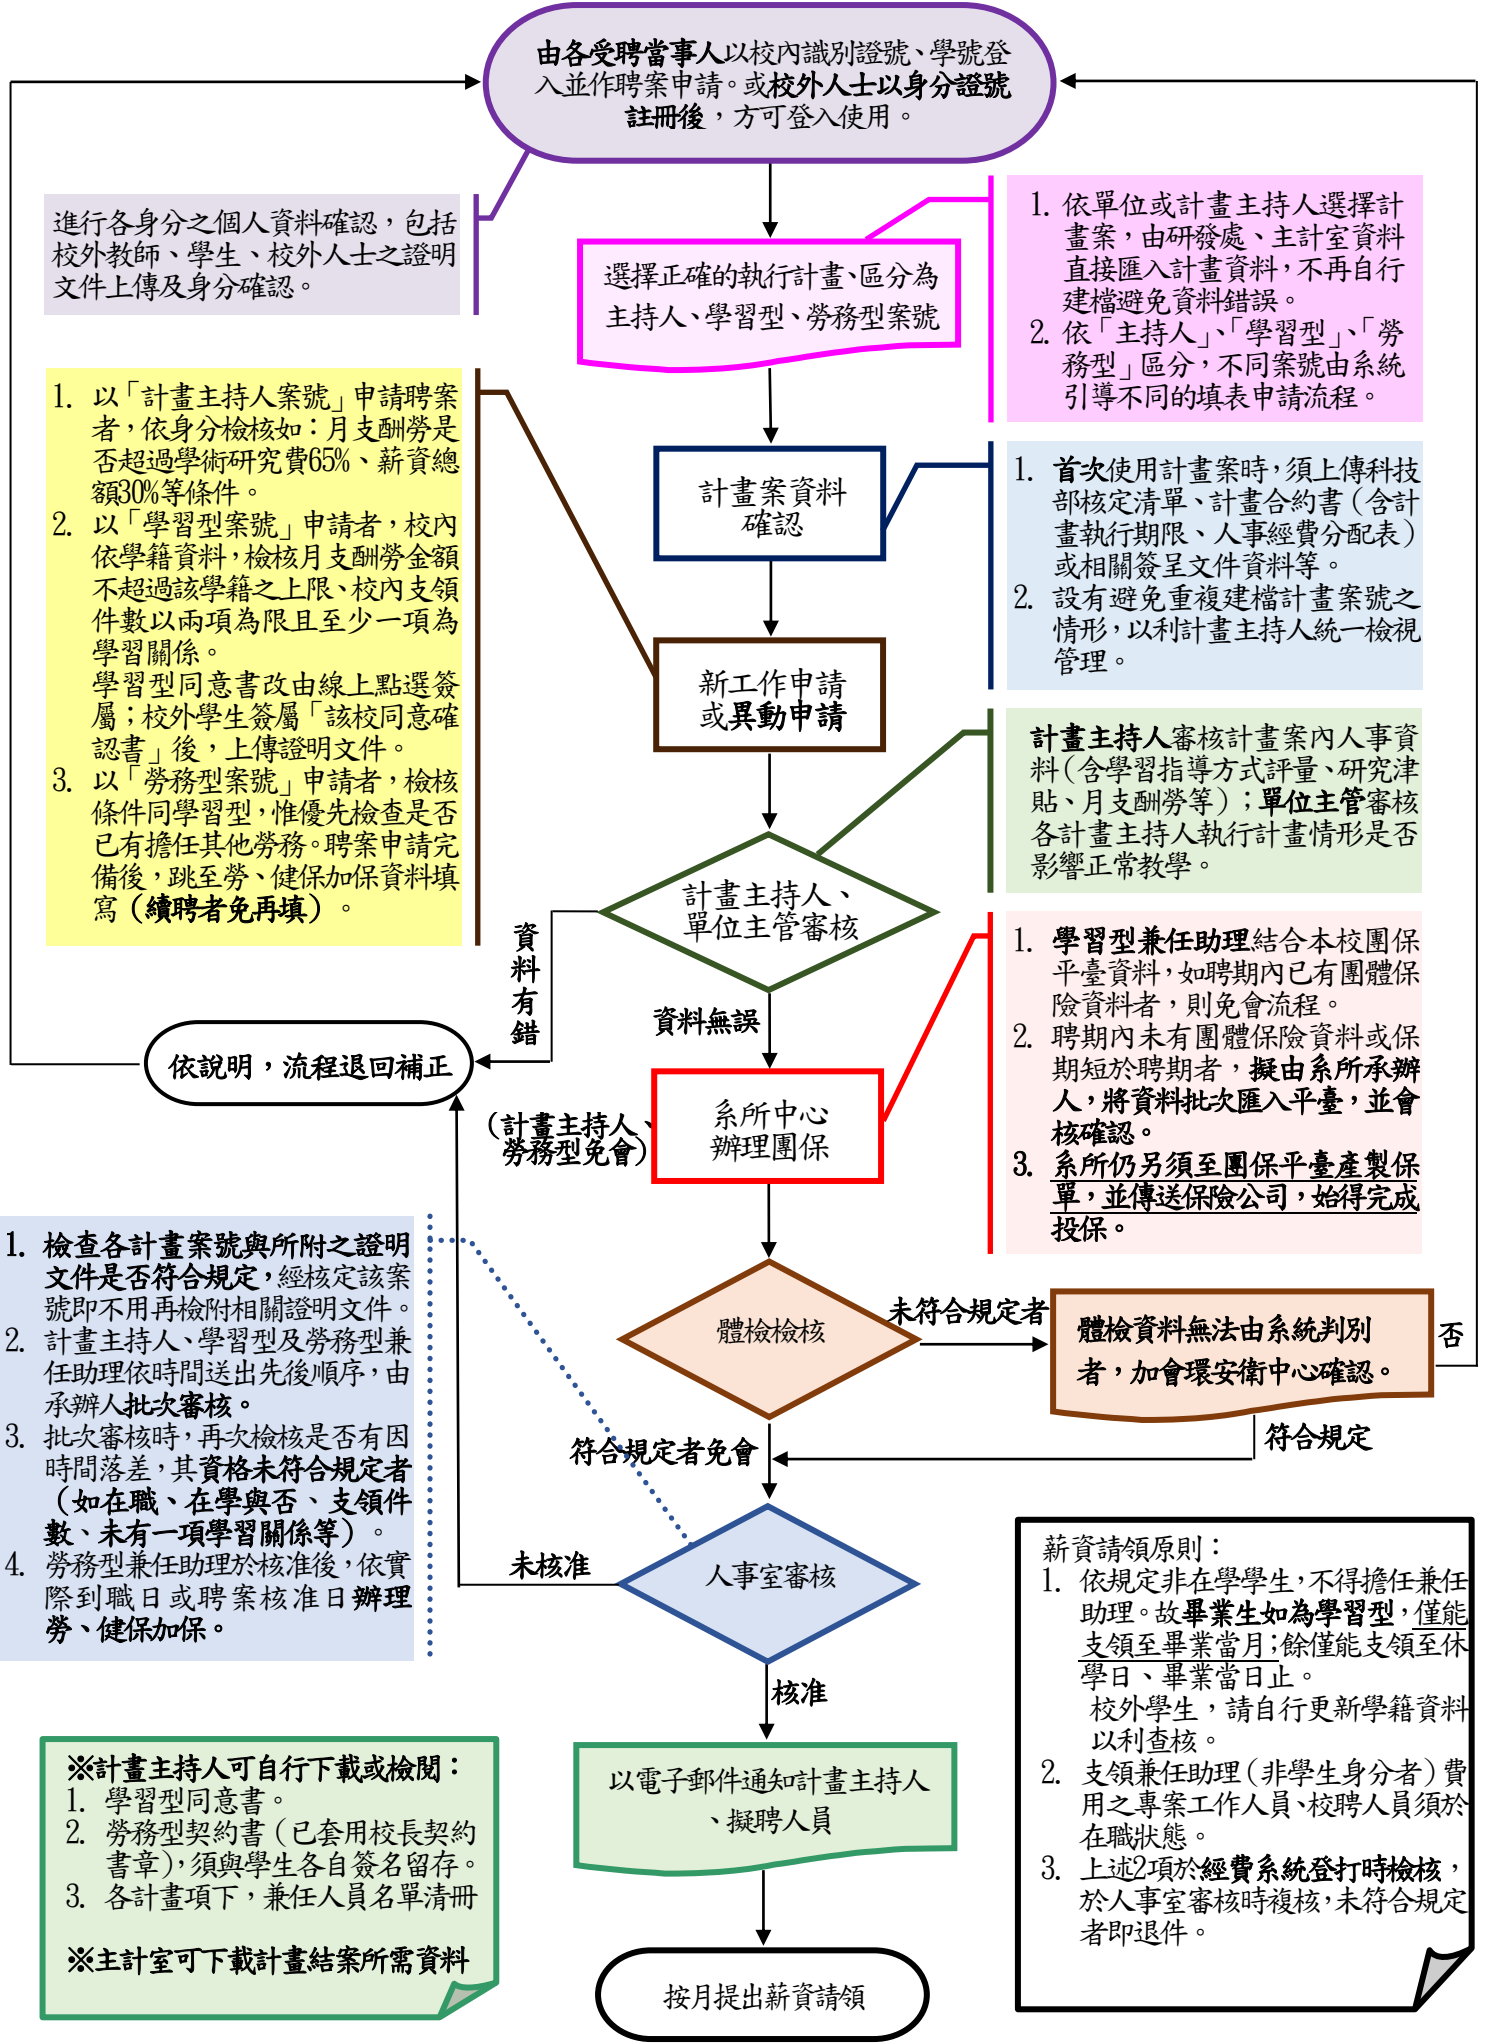 由各受聘當事人以校內識別證號、學號登
入並作聘案申請。或校外人士以身分證號
註冊後，方可登入使用。
進行各身分之個人資料確認，包括
校外教師、學生、校外人士之證明
文件上傳及身分確認。
選擇正確的執行計畫、區分為
主持人、學習型、勞務型案號
1. 依單位或計畫主持人選擇計
畫案，由研發處、主計室資料
直接匯入計畫資料，不再自行
建檔避免資料錯誤。
2. 依「主持人」、「學習型」、「勞
務型」區分，不同案號由系統
引導不同的填表申請流程。
1. 以「計畫主持人案號」申請聘案
者，依身分檢核如：月支酬勞是
否超過學術研究費65%、薪資總
額30%等條件。
2. 以「學習型案號」申請者，校內
依學籍資料，檢核月支酬勞金額
不超過該學籍之上限、校內支領
件數以兩項為限且至少一項為
學習關係。
學習型同意書改由線上點選簽
屬；校外學生簽屬「該校同意確
認書」後，上傳證明文件。
3. 以「勞務型案號」申請者，檢核
條件同學習型，惟優先檢查是否
已有擔任其他勞務。聘案申請完
備後，跳至勞、健保加保資料填
寫（續聘者免再填）。
計畫案資料
確認
1. 首次使用計畫案時，須上傳科技
部核定清單、計畫合約書（含計
畫執行期限、人事經費分配表）
或相關簽呈文件資料等。
2. 設有避免重複建檔計畫案號之
情形，以利計畫主持人統一檢視
管理。
新工作申請
或異動申請
計畫主持人審核計畫案內人事資
料（含學習指導方式評量、研究津
貼、月支酬勞等）；單位主管審核
各計畫主持人執行計畫情形是否
影響正常教學。
計畫主持人、
單位主管審核
資料有錯
資料無誤
依說明，流程退回補正
1. 學習型兼任助理結合本校團保
平臺資料，如聘期內已有團體保
險資料者，則免會流程。
2. 聘期內未有團體保險資料或保
期短於聘期者，擬由系所承辦
人，將資料批次匯入平臺，並會
核確認。
3. 系所仍另須至團保平臺產製保
單，並傳送保險公司，始得完成
投保。
（計畫主持人、
勞務型免會）
系所中心
辦理團保
1. 檢查各計畫案號與所附之證明
文件是否符合規定，經核定該案
號即不用再檢附相關證明文件。
2. 計畫主持人、學習型及勞務型兼
任助理依時間送出先後順序，由
承辦人批次審核。
3. 批次審核時，再次檢核是否有因
時間落差，其資格未符合規定者
（如在職、在學與否、支領件
數、未有一項學習關係等）。
4. 勞務型兼任助理於核准後，依實
際到職日或聘案核准日辦理
勞、健保加保。
體檢檢核
未符合規定者
體檢資料無法由系統判別
者，加會環安衛中心確認。
否
符合規定者免會
符合規定
人事室審核
未核准
核准
薪資請領原則：
1. 依規定非在學學生，不得擔任兼任
助理。故畢業生如為學習型，僅能
支領至畢業當月；餘僅能支領至休
學日、畢業當日止。
校外學生，請自行更新學籍資料
以利查核。
2. 支領兼任助理（非學生身分者）費
用之專案工作人員、校聘人員須於
在職狀態。
3. 上述2項於經費系統登打時檢核，
於人事室審核時複核，未符合規定
者即退件。
※計畫主持人可自行下載或檢閱：
1. 學習型同意書。
2. 勞務型契約書（已套用校長契約
書章），須與學生各自簽名留存。
3. 各計畫項下，兼任人員名單清冊
※主計室可下載計畫結案所需資料
以電子郵件通知計畫主持人
、擬聘人員
按月提出薪資請領